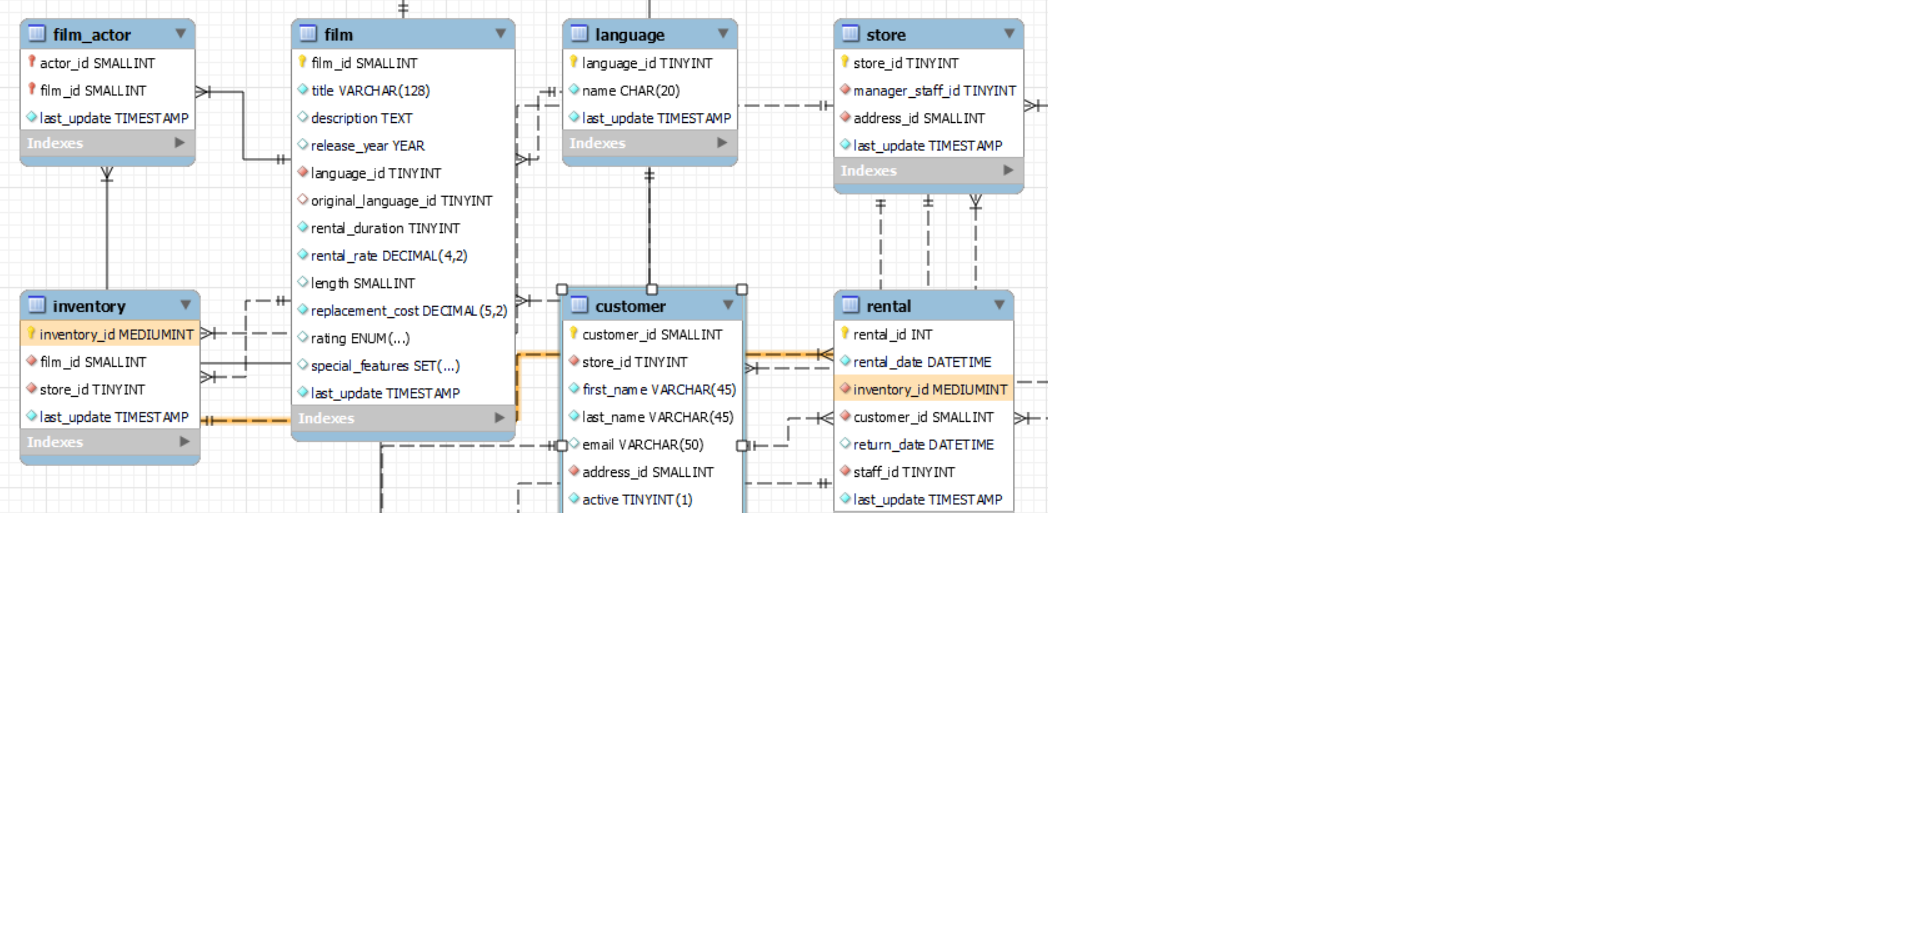 film_actor
actor_id SMALLINT
film_id SMALLINT
last_update TIMESTAMP
Indexes
film
film_id SMALLINT
title VARCHAR(128)
description TEXT
release_year YEAR
language_id TINYINT
original_language_id TINYINT
rental_duration TINYINT
rental_rate DECIMAL(4,2)
length SMALLINT
replacement_cost DECIMAL(5,2)
rating ENUM(...)
special_features SET(...)
last_update TIMESTAMP
Indexes
language
language_id TINYINT
name CHAR(20)
last_update TIMESTAMP
Indexes
store
store_id TINYINT
manager_staff_id TINYINT
address_id SMALLINT
last_update TIMESTAMP
Indexes
inventory
inventory_id MEDIUMINT
film_id SMALLINT
store_id TINYINT
last_update TIMESTAMP
Indexes
customer
customer_id SMALLINT
store_id TINYINT
first_name VARCHAR(45)
last_name VARCHAR(45)
email VARCHAR(50)
address_id SMALLINT
active TINYINT(1)
rental
rental_id INT
rental_date DATETIME
inventory_id MEDIUMINT
customer_id SMALLINT
return_date DATETIME
staff_id TINYINT
last_update TIMESTAMP